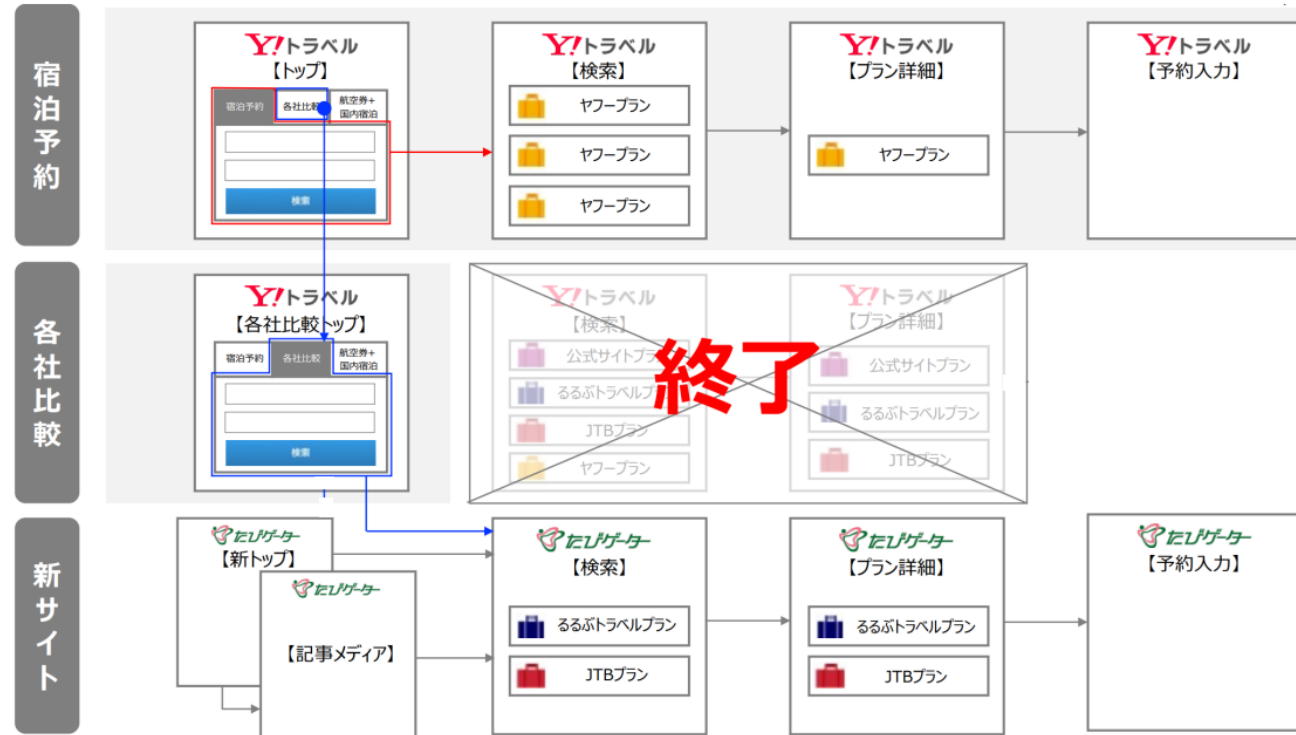 宿泊予約
Y!トラベル
【トップ】
宿泊予約
各社比較
航空券+
国内宿泊
検索
Y!トラベル
【検索】
ヤフープラン
ヤフープラン
ヤフープラン
Y!トラベル
【プラン詳細】
ヤフープラン
Y!トラベル
【予約入力】
各社比較
Y!トラベル
【各社比較トップ】
宿泊予約
各社比較
航空券+
国内宿泊
検索
Y!トラベル
【検索】
公式サイトプラン
るるぶトラベルプラン
JTBプラン
ヤフープラン
終了
Y!トラベル
【プラン詳細】
公式サイトプラン
るるぶトラベルプラン
JTBプラン
新サイト
たびゲーター
【新トップ】
たびゲーター
【記事メディア】
たびゲーター
【検索】
るるぶトラベルプラン
JTBプラン
たびゲーター
【プラン詳細】
るるぶトラベルプラン
JTBプラン
たびゲーター
【予約入力】